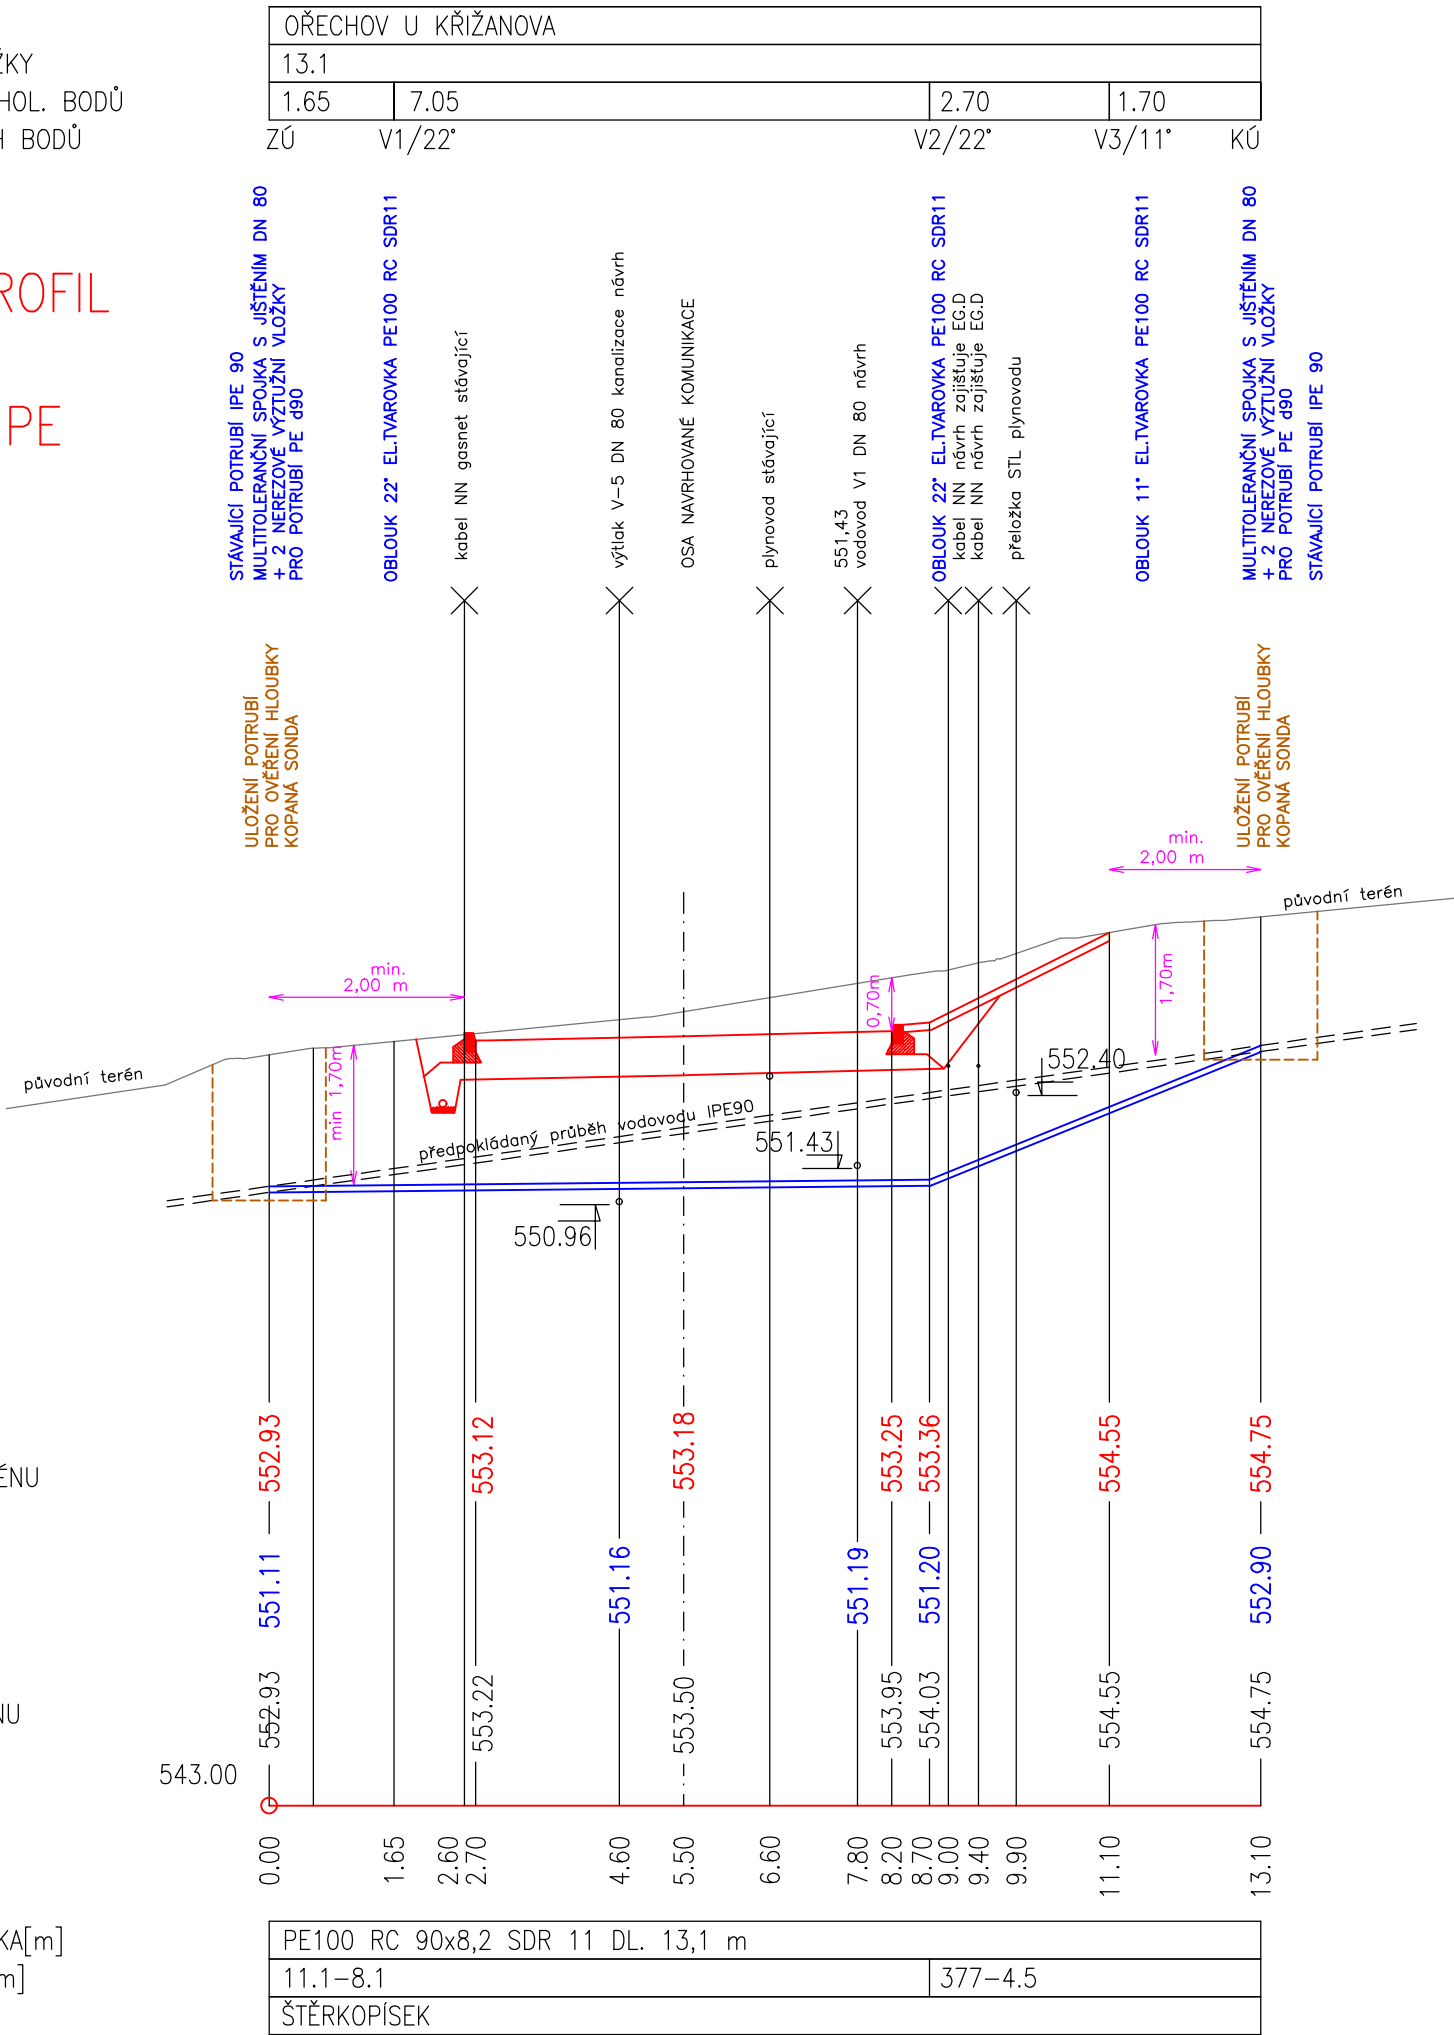 OŘECHOV U KŘIŽANOVA
ŽKY
13.1
HOL. BODŮ
1.65 7.05 2.70 1.70
H BODŮ
ZÚ V1/22° V2/22° V3/11° KÚ
ROFIL
PE
STÁVAJÍCÍ POTRUBÍ IPE 90
MULTITOLERANČNÍ SPOJKA S JIŠTĚNÍM DN 80
+ 2 NEREZOVÉ VÝZTUŽNÍ VLOŽKY
PRO POTRUBÍ PE d90
OBLOUK 22° EL.TVAROVKA PE100 RC SDR11
kabel NN gasnet stávající
výtlak V-5 DN 80 kanalizace návrh
OSA NAVRHOVANÉ KOMUNIKACE
plynovod stávající
551,43
vodovod V1 DN 80 návrh
OBLOUK 22° EL.TVAROVKA PE100 RC SDR11
kabel NN návrh zajišťuje EG.D
kabel NN návrh zajišťuje EG.D
přeložka STL plynovodu
OBLOUK 11° EL.TVAROVKA PE100 RC SDR11
MULTITOLERANČNÍ SPOJKA S JIŠTĚNÍM DN 80
+ 2 NEREZOVÉ VÝZTUŽNÍ VLOŽKY
PRO POTRUBÍ PE d90
STÁVAJÍCÍ POTRUBÍ IPE 90
ULOŽENÍ POTRUBÍ
PRO OVĚŘENÍ HLOUBKY
KOPANÁ SONDA
ULOŽENÍ POTRUBÍ
PRO OVĚŘENÍ HLOUBKY
KOPANÁ SONDA
min.
2,00 m
původní terén
min.
2,00 m
0,70m
1,70m
původní terén
min 1,70m
552.40
předpokládaný průběh vodovodu IPE90
551.43
550.96
ÉNU
552.93 553.12 553.18 553.25 553.36 554.55 554.75
551.11 551.16 551.19 551.20 552.90
NU
552.93 553.22 553.50 553.95 554.03 554.55 554.75
543.00
0.00 1.65 2.60 2.70 4.60 5.50 6.60 7.80 8.20 8.70 9.00 9.40 9.90 11.10 13.10
KA[m]
PE100 RC 90x8,2 SDR 11 DL. 13,1 m
m]
11.1-8.1 377-4.5
ŠTĚRKOPÍSEK